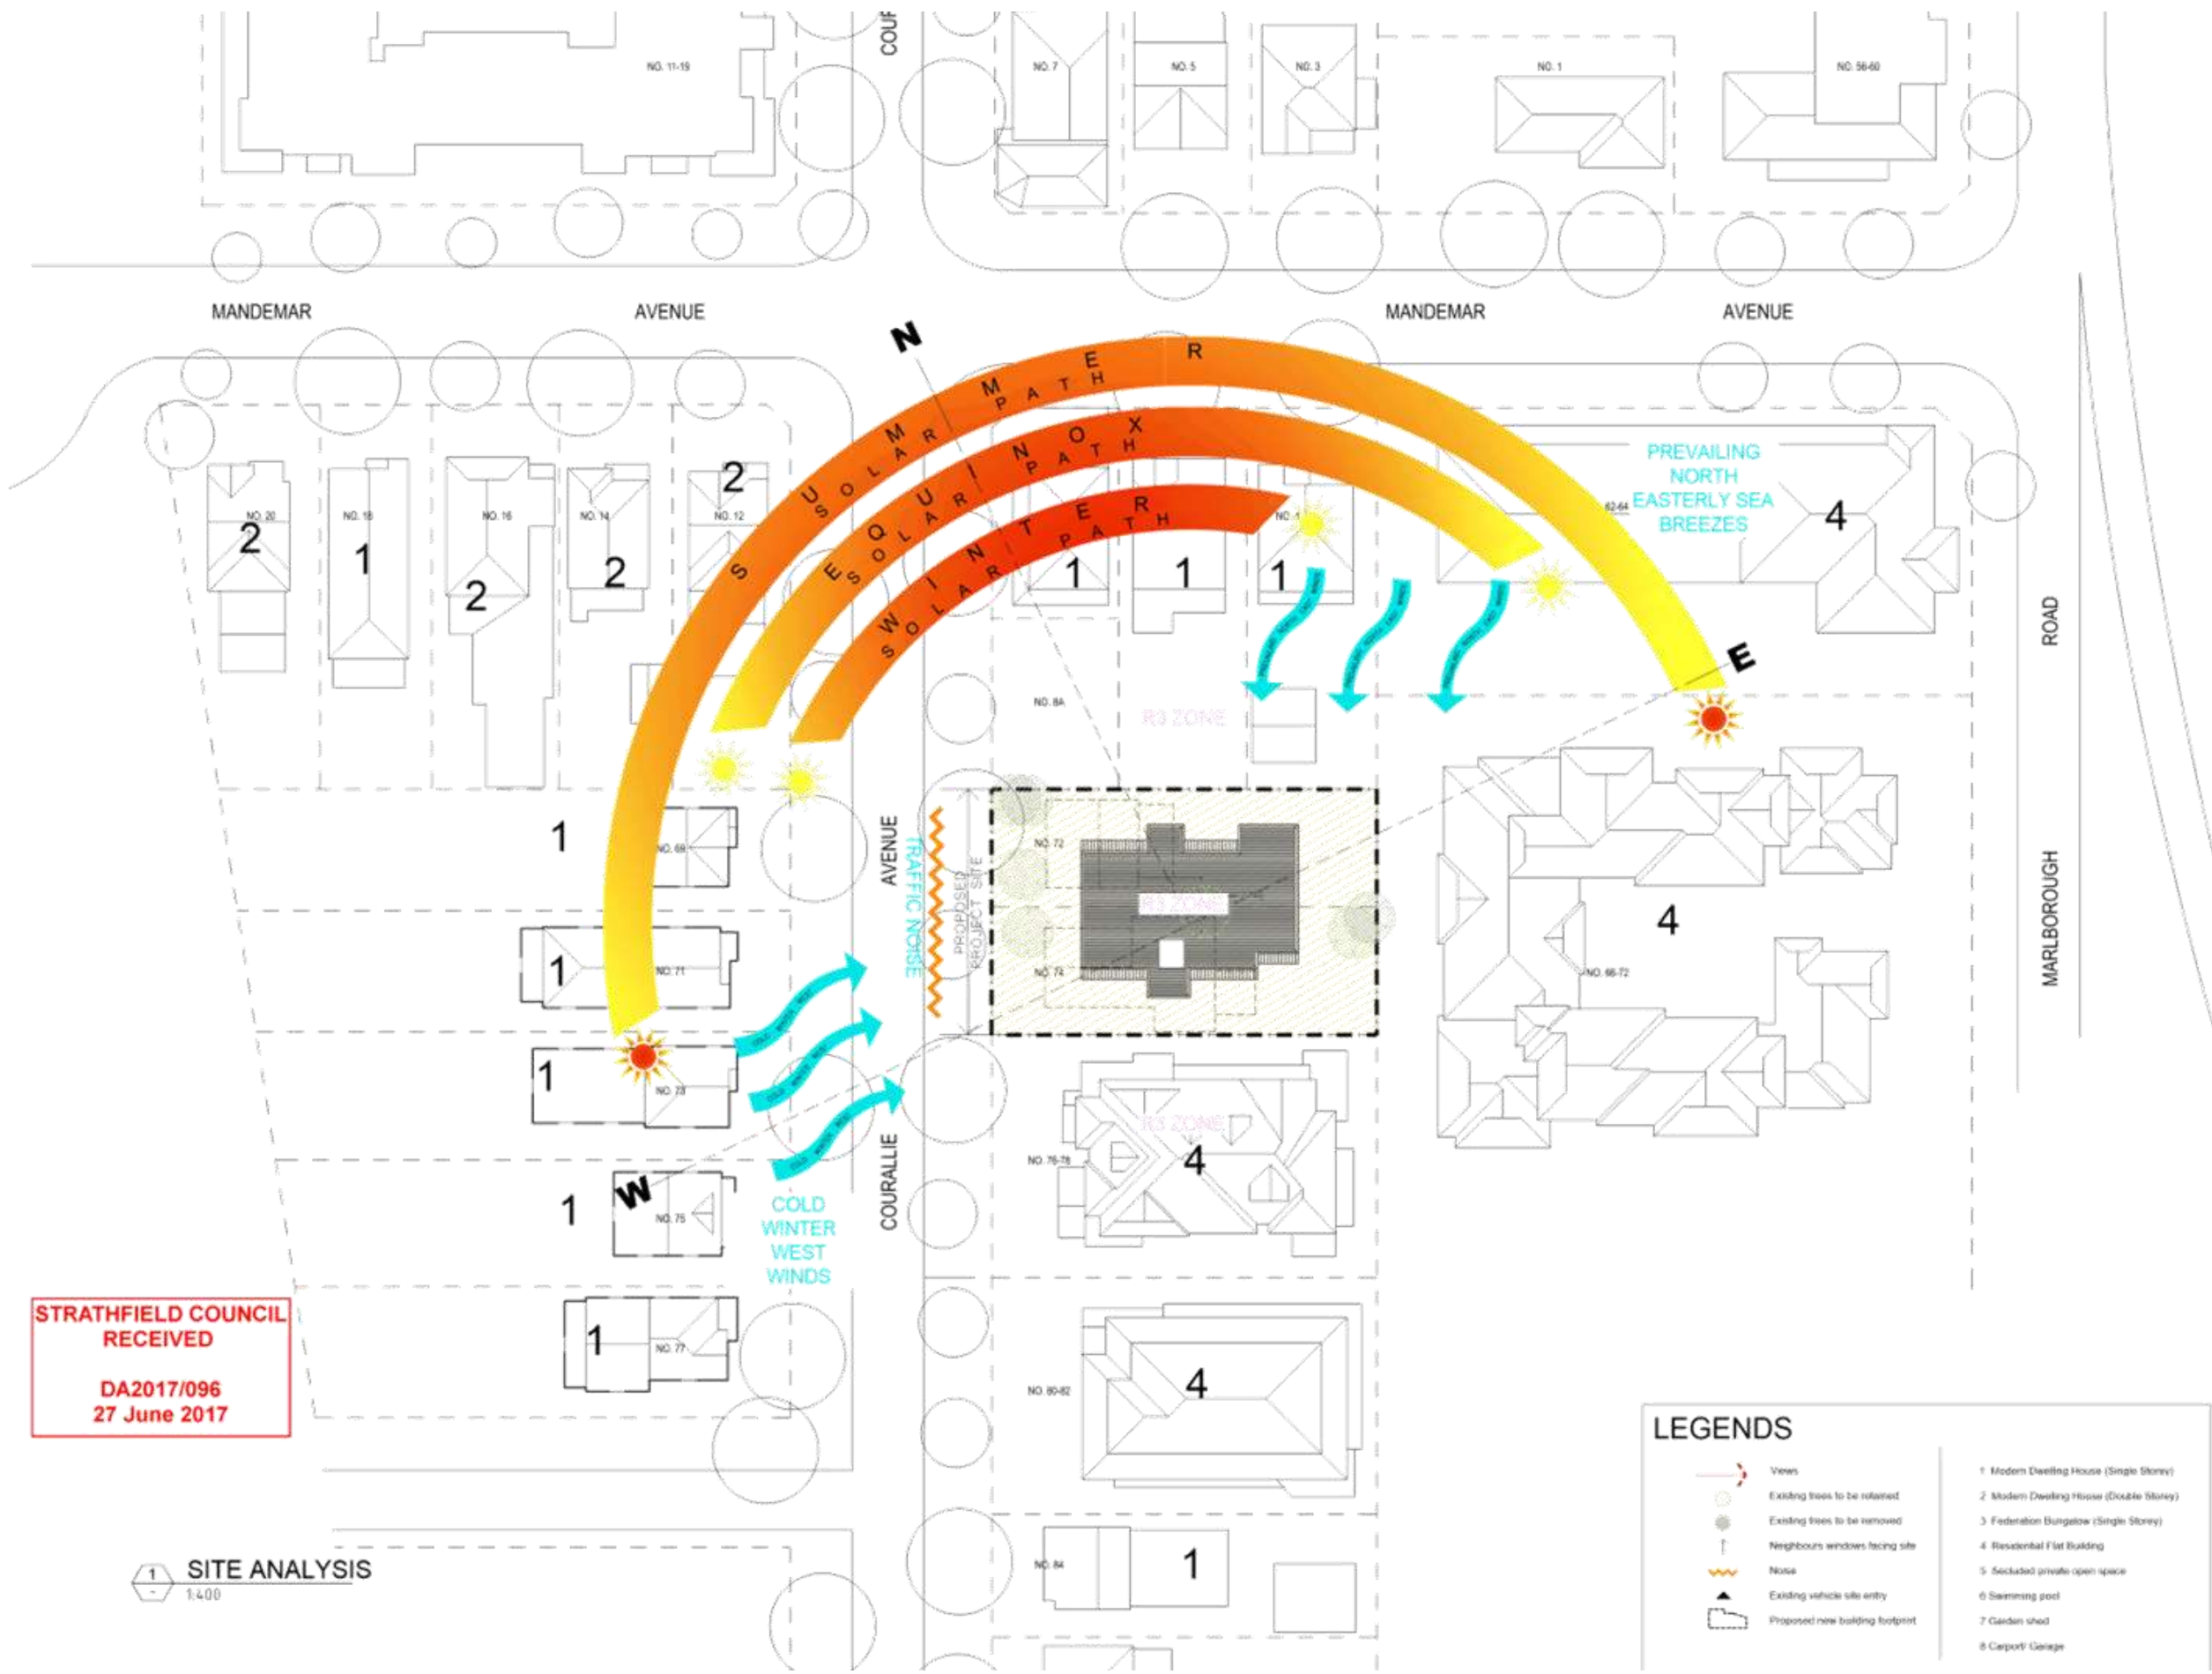 COUR
NO. 11-19
NO. 7
NO. 5
NO. 3
NO. 1
NO. 56-60
MANDEMAR
AVENUE
MANDEMAR
AVENUE
N
SUMMER
SOLAR PATH
EQUINOX
SOLAR PATH
WINTER
SOLAR PATH
PREVAILING
NORTH
EASTERLY SEA
BREEZES
62-64
4
NO. 20
2
NO. 18
1
NO. 16
2
NO. 14
2
2
NO. 12
1
1
1
E
ROAD
MARLBOROUGH
NO. 8A
R3 ZONE
1
NO. 69
1
NO. 71
1
NO. 73
1
W
NO. 75
1
NO. 77
AVENUE
TRAFFIC NOISE
PROPOSED
PROJECT SITE
NO. 72
R3 ZONE
NO. 74
4
NO. 66-72
COLD
WINTER
WEST
WINDS
COURALLIE
R3 ZONE
NO. 76-78
4
NO. 80-82
4
NO. 84
1
STRATHFIELD COUNCIL
RECEIVED
DA2017/096
27 June 2017
1
SITE ANALYSIS
1:400
LEGENDS
Views
Existing trees to be retained
Existing trees to be removed
Neighbours windows facing site
Noise
Existing vehicle site entry
Proposed new building footprint
1 Modern Dwelling House (Single Storey)
2 Modern Dwelling House (Double Storey)
3 Federation Bungalow (Single Storey)
4 Residential Flat Building
5 Secluded private open space
6 Swimming pool
7 Garden shed
8 Carport/ Garage